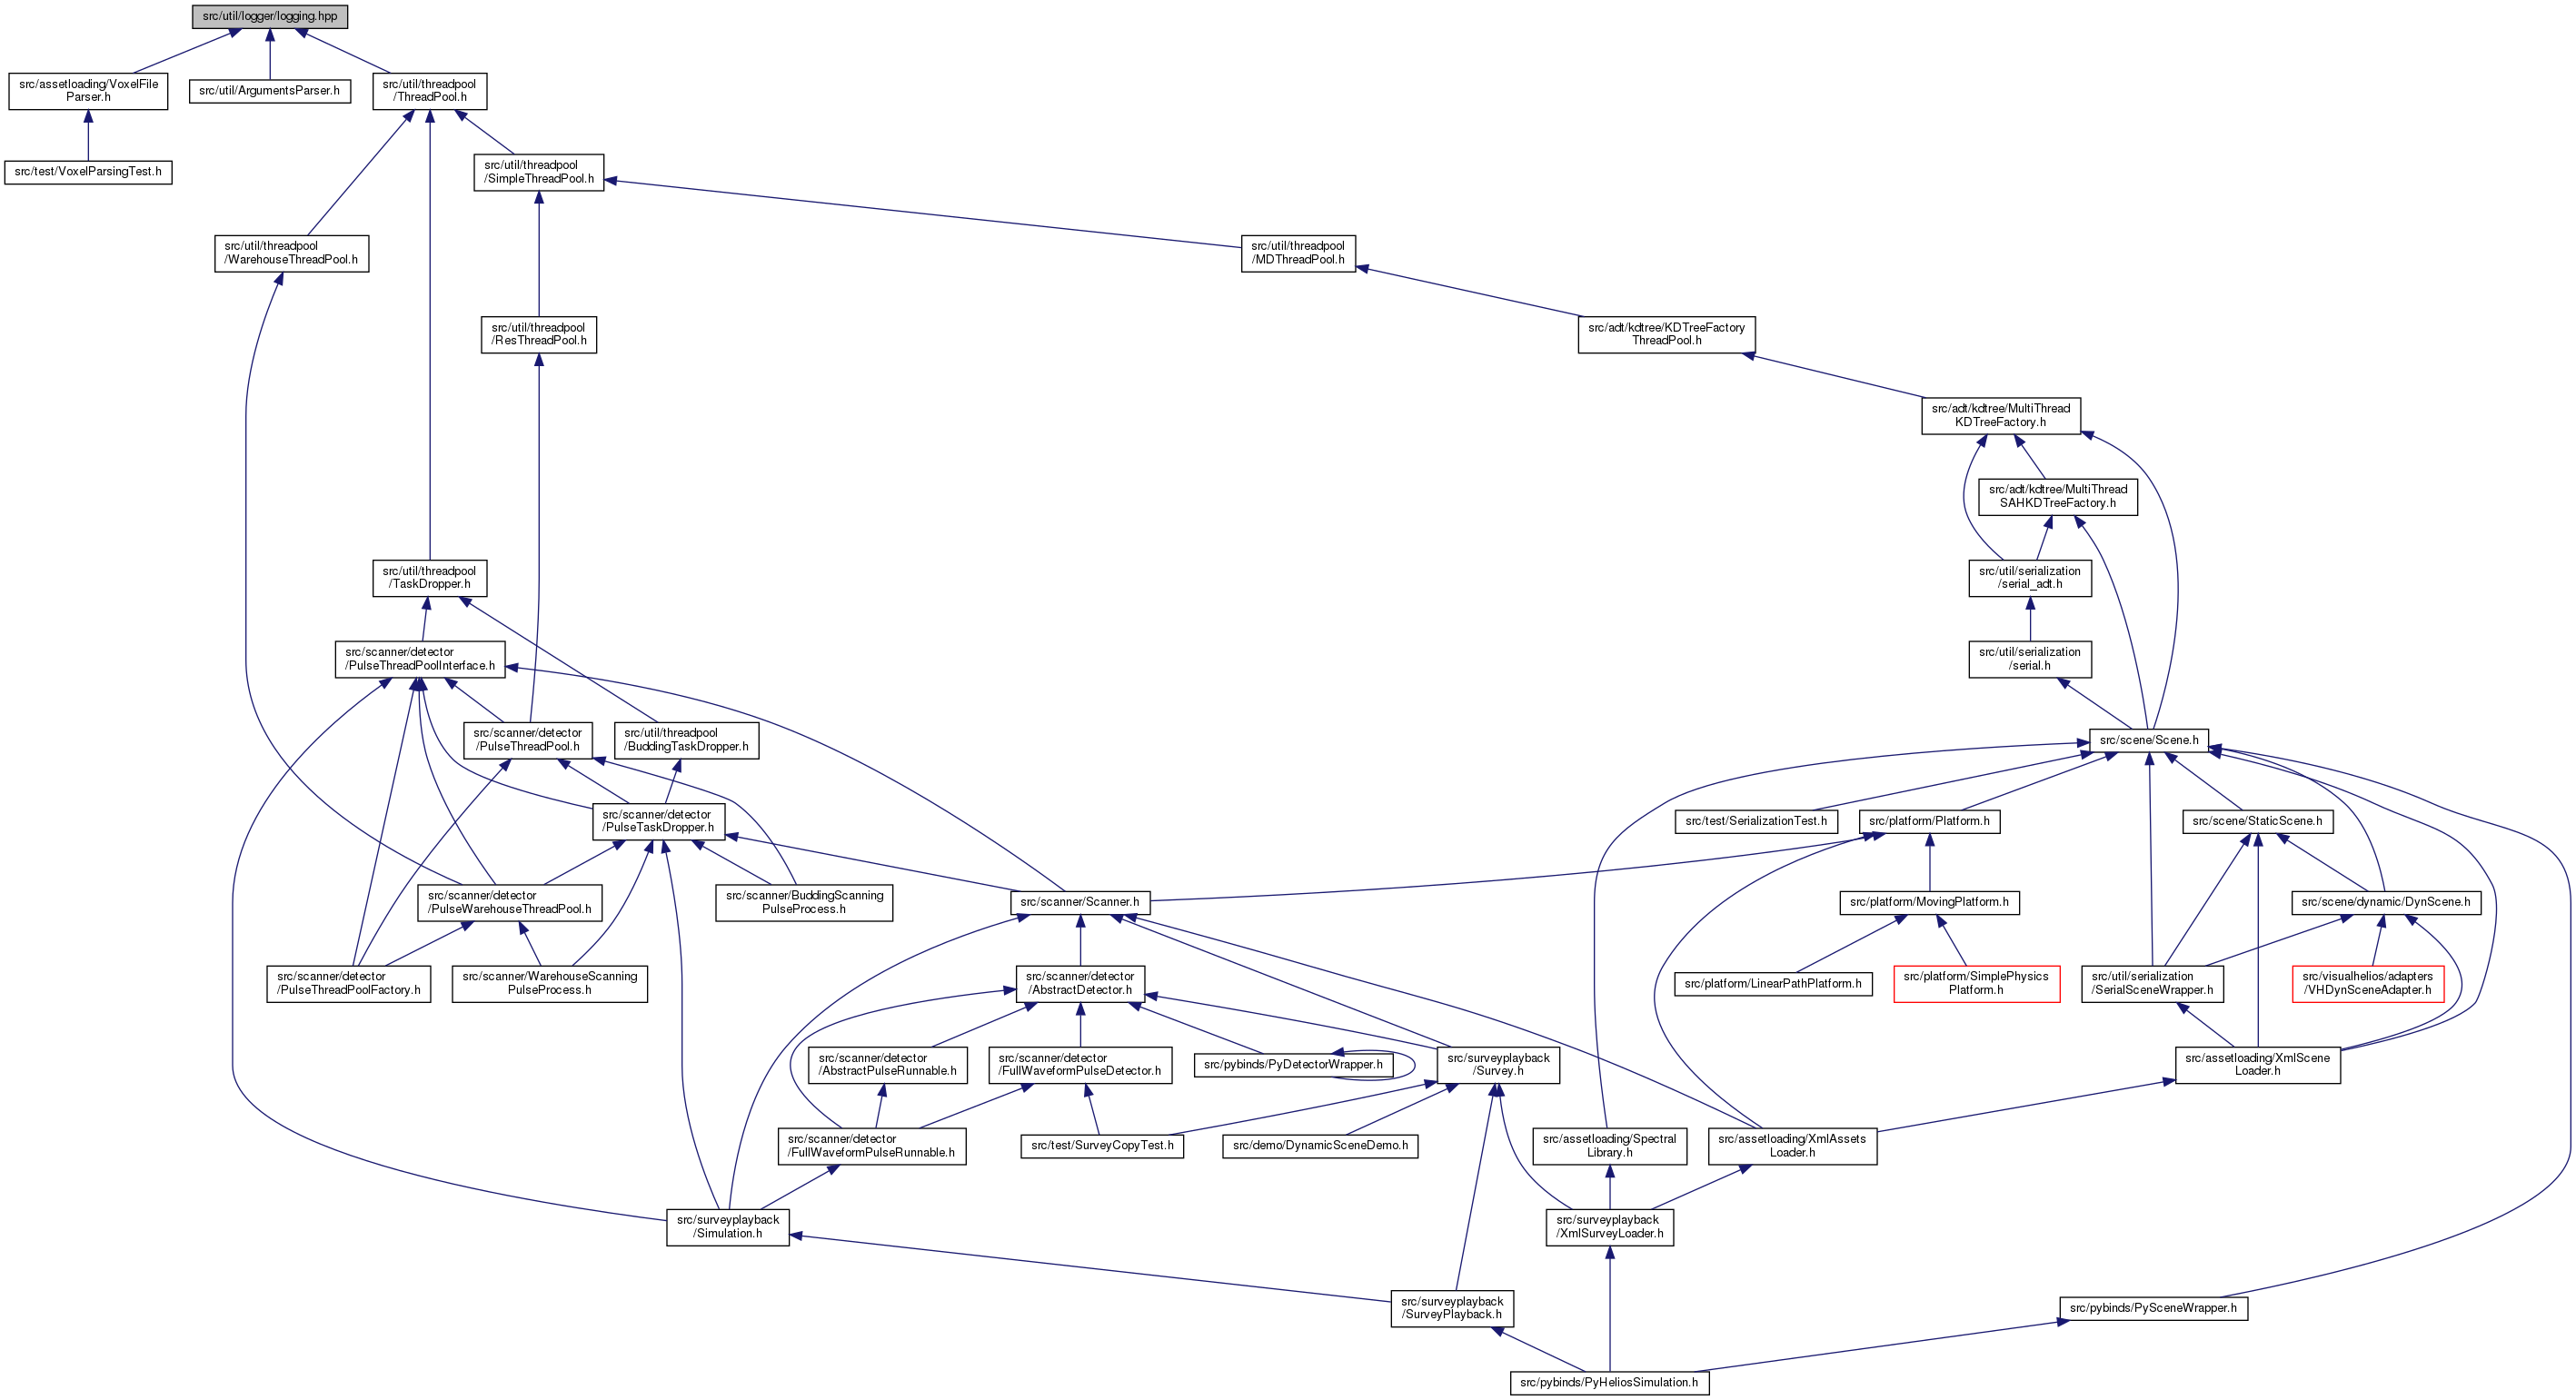 src/util/logger/logging.hpp
src/assetloading/VoxelFile
Parser.h
src/util/ArgumentsParser.h
src/util/threadpool
/ThreadPool.h
src/test/VoxelParsingTest.h
src/util/threadpool
/SimpleThreadPool.h
src/util/threadpool
/WarehouseThreadPool.h
src/util/threadpool
/MDThreadPool.h
src/util/threadpool
/ResThreadPool.h
src/adt/kdtree/KDTreeFactory
ThreadPool.h
src/adt/kdtree/MultiThread
KDTreeFactory.h
src/adt/kdtree/MultiThread
SAHKDTreeFactory.h
src/util/threadpool
/TaskDropper.h
src/util/serialization
/serial_adt.h
src/scanner/detector
/PulseThreadPoolInterface.h
src/util/serialization
/serial.h
src/scanner/detector
/PulseThreadPool.h
src/util/threadpool
/BuddingTaskDropper.h
src/scene/Scene.h
src/scanner/detector
/PulseTaskDropper.h
src/test/SerializationTest.h
src/platform/Platform.h
src/scene/StaticScene.h
src/scanner/detector
/PulseWarehouseThreadPool.h
src/scanner/BuddingScanning
PulseProcess.h
src/scanner/Scanner.h
src/platform/MovingPlatform.h
src/scene/dynamic/DynScene.h
src/scanner/detector
/PulseThreadPoolFactory.h
src/scanner/WarehouseScanning
PulseProcess.h
src/scanner/detector
/AbstractDetector.h
src/platform/LinearPathPlatform.h
src/platform/SimplePhysics
Platform.h
src/util/serialization
/SerialSceneWrapper.h
src/visualhelios/adapters
/VHDynSceneAdapter.h
src/scanner/detector
/AbstractPulseRunnable.h
src/scanner/detector
/FullWaveformPulseDetector.h
src/pybinds/PyDetectorWrapper.h
src/surveyplayback
/Survey.h
src/assetloading/XmlScene
Loader.h
src/scanner/detector
/FullWaveformPulseRunnable.h
src/test/SurveyCopyTest.h
src/demo/DynamicSceneDemo.h
src/assetloading/Spectral
Library.h
src/assetloading/XmlAssets
Loader.h
src/surveyplayback
/Simulation.h
src/surveyplayback
/XmlSurveyLoader.h
src/surveyplayback
/SurveyPlayback.h
src/pybinds/PySceneWrapper.h
src/pybinds/PyHeliosSimulation.h